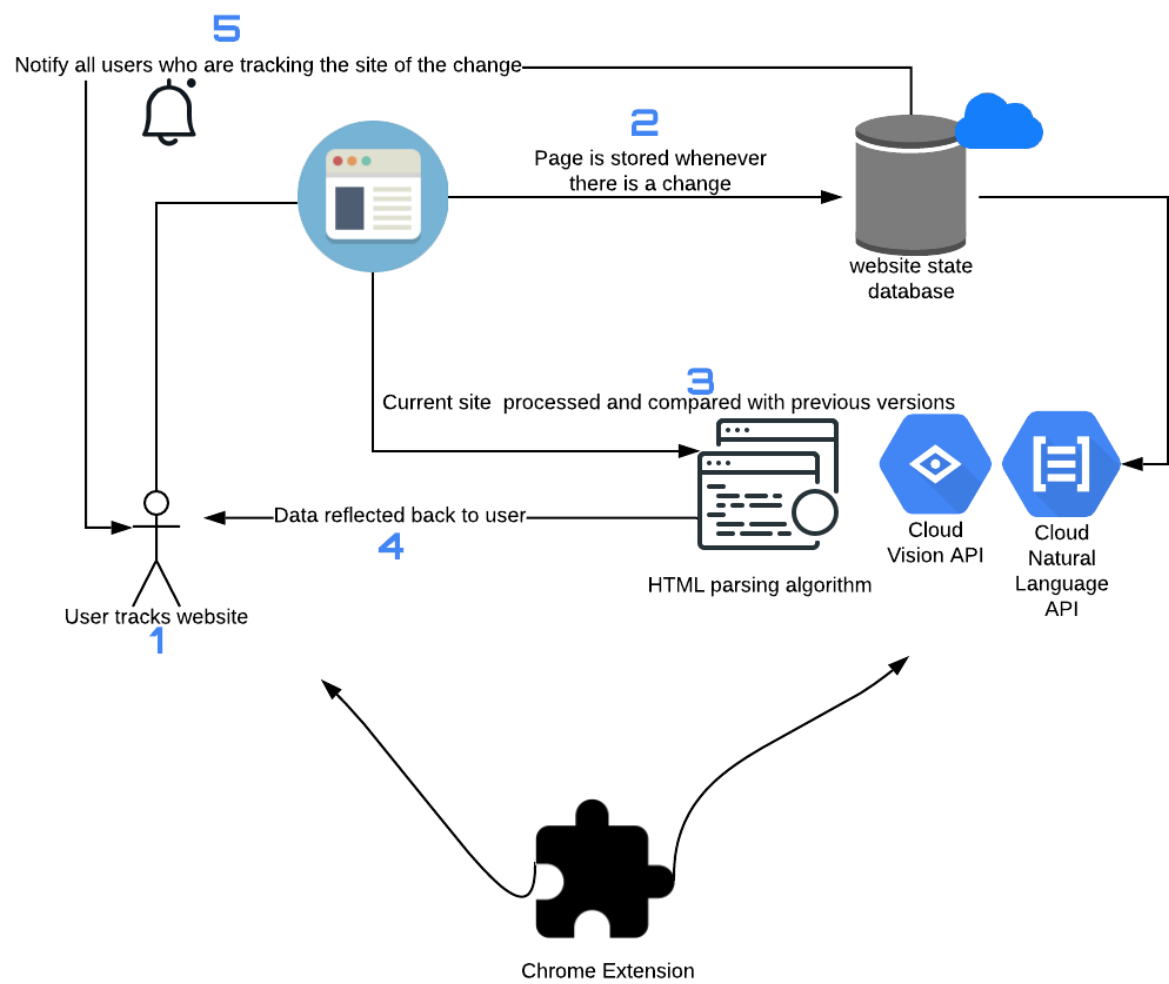 5
Notify all users who are tracking the site of the change
2
Page is stored whenever
there is a change
website state
database
3
Current site processed and compared with previous versions
Data reflected back to user
4
HTML parsing algorithm
Cloud
Vision API
Cloud
Natural
Language
API
User tracks website
1
Chrome Extension